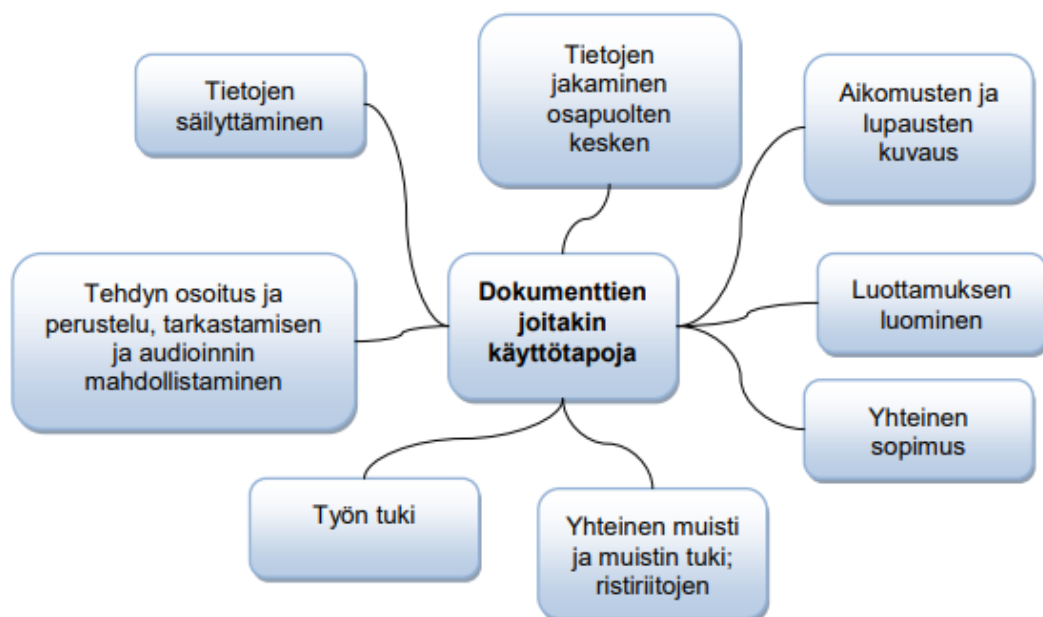 Tietojen
säilyttäminen
Tietojen
jakaminen
osapuolten
kesken
Aikomusten ja
lupausten
kuvaus
Tehdyn osoitus ja
perustelu, tarkastamisen
ja audioinnin
mahdollistaminen
Dokumenttien
joitakin
käyttötapoja
Luottamuksen
luominen
Yhteinen
sopimus
Työn tuki
Yhteinen muisti
ja muistin tuki;
ristiriitojen